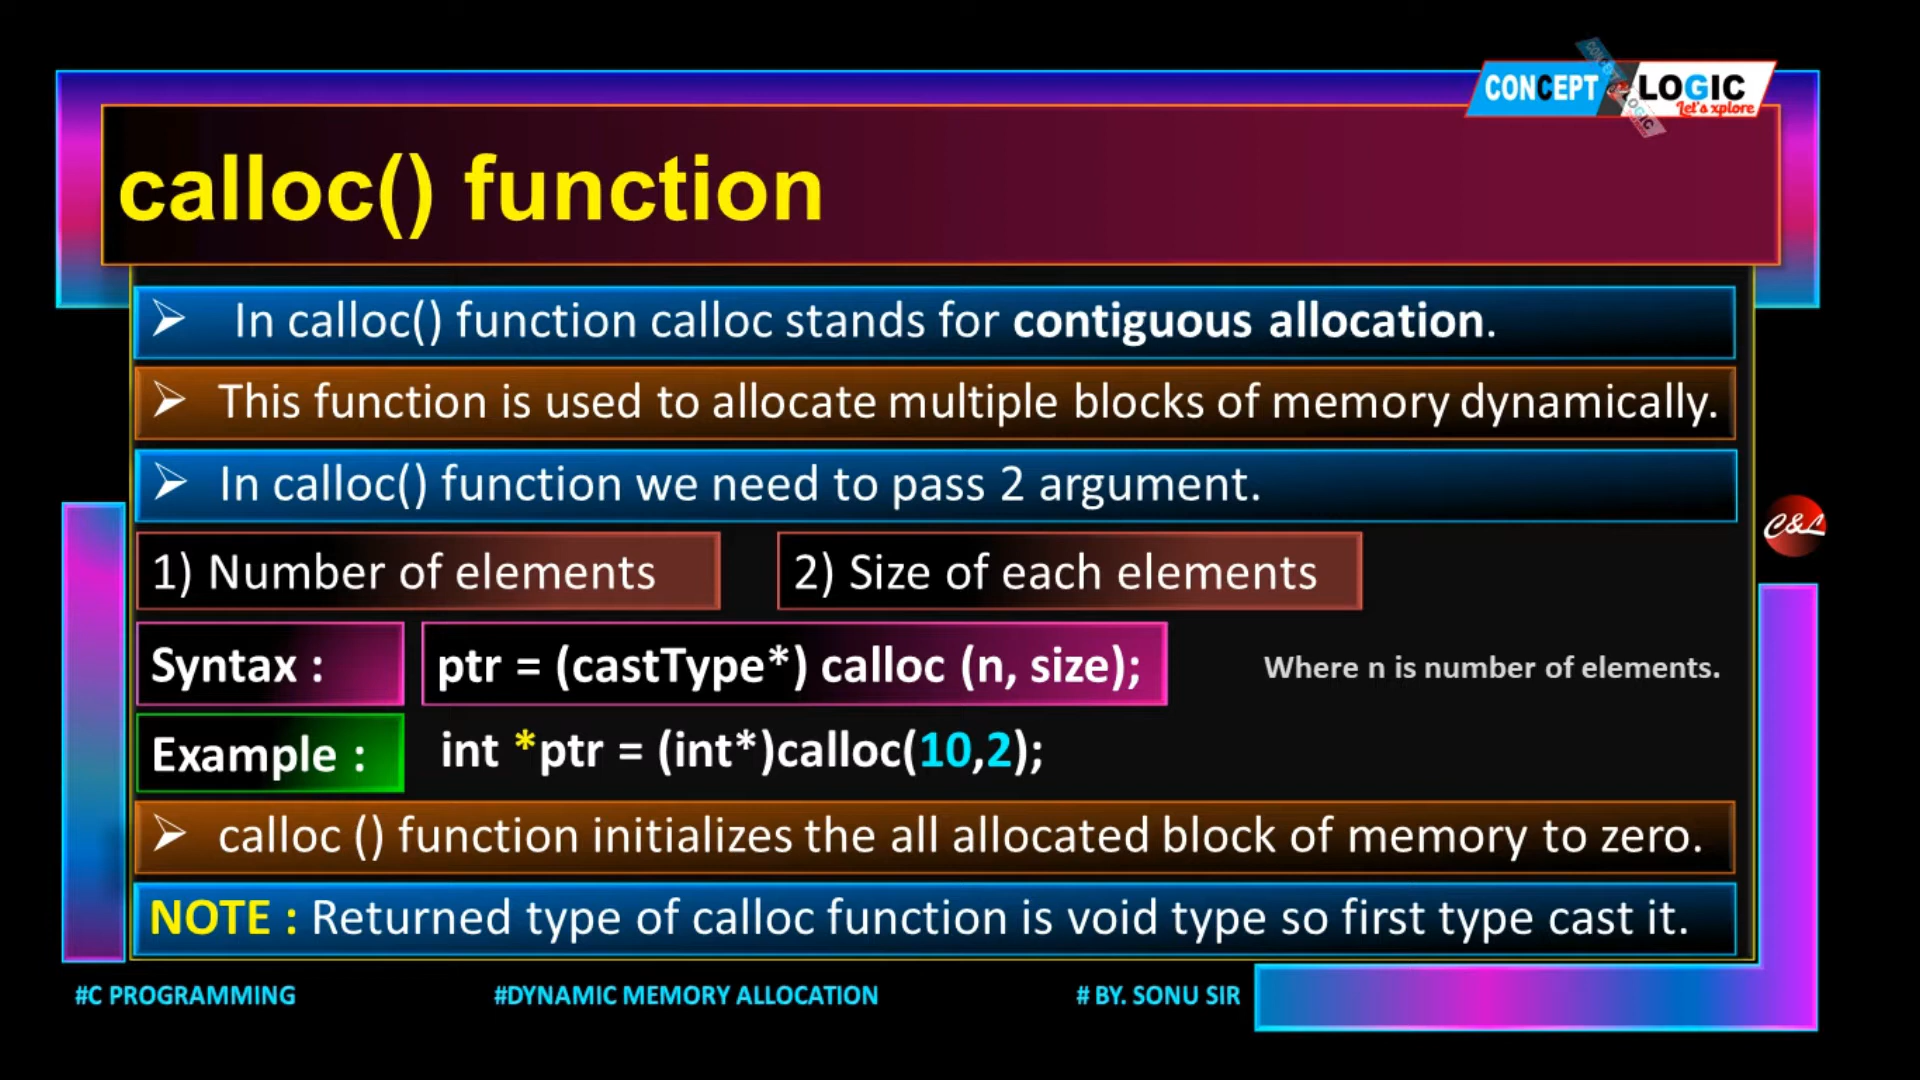 CONCEPT & LOGIC
Let's xplore
calloc() function
➢ In calloc() function calloc stands for contiguous allocation.
➢ This function is used to allocate multiple blocks of memory dynamically.
➢ In calloc() function we need to pass 2 argument.
1) Number of elements
2) Size of each elements
Syntax :
ptr = (castType*) calloc (n, size);
Where n is number of elements.
Example :
int *ptr = (int*)calloc(10,2);
➢ calloc () function initializes the all allocated block of memory to zero.
NOTE : Returned type of calloc function is void type so first type cast it.
C&L
#C PROGRAMMING
#DYNAMIC MEMORY ALLOCATION
# BY. SONU SIR